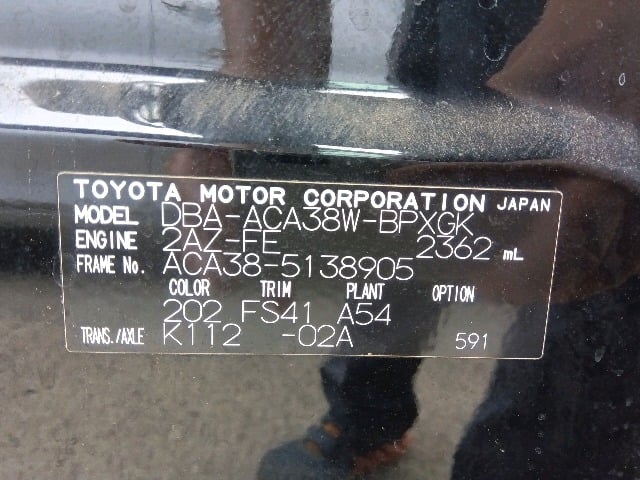 TOYOTA MOTOR CORPORATION JAPAN
MODEL DBA-ACA38W-BPXGK
ENGINE 2AZ-FE 2362 mL
FRAME No. ACA38-5138905
COLOR TRIM PLANT OPTION
202 FS41 A54
TRANS./AXLE K112 -02A 591